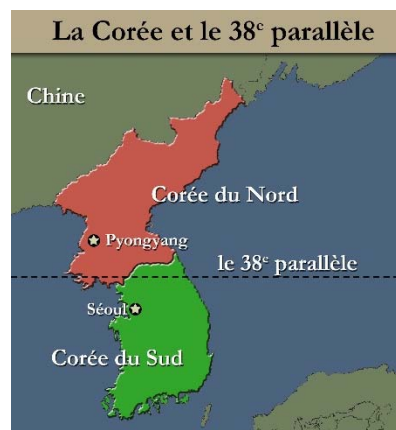 La Corée et le 38ᵉ parallèle
Chine
Corée du Nord
Pyongyang
le 38ᵉ parallèle
Séoul
Corée du Sud